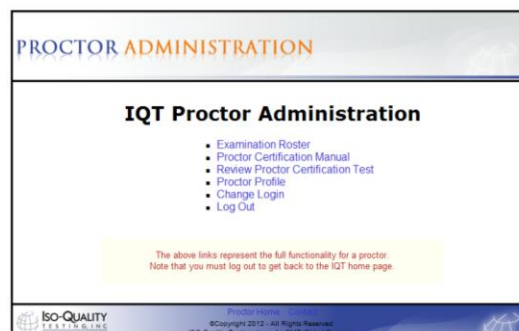 PROCTOR ADMINISTRATION
IQT Proctor Administration
Examination Roster
Proctor Certification Manual
Review Proctor Certification Test
Proctor Profile
Change Login
Log Out
The above links represent the full functionality for a proctor.
Note that you must log out to get back to the IQT home page.
Proctor Home Contact
ISO-QUALITY
TESTING, INC
©Copyright 2012 - All Rights Reserved